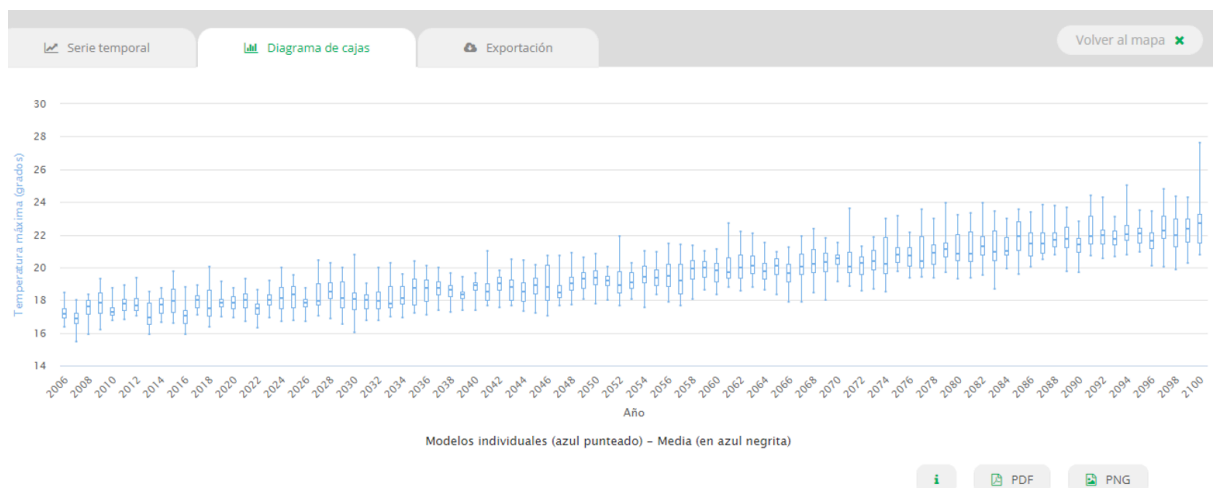 Serie temporal
Diagrama de cajas
Exportación
Volver al mapa ×
30
28
26
24
22
20
18
16
14
Temperatura máxima (grados)
2006 2008 2010 2012 2014 2016 2018 2020 2022 2024 2026 2028 2030 2032 2034 2036 2038 2040 2042 2044 2046 2048 2050 2052 2054 2056 2058 2060 2062 2064 2066 2068 2070 2072 2074 2076 2078 2080 2082 2084 2086 2088 2090 2092 2094 2096 2098 2100
Año
Modelos individuales (azul punteado) – Media (en azul negrita)
i
PDF
PNG